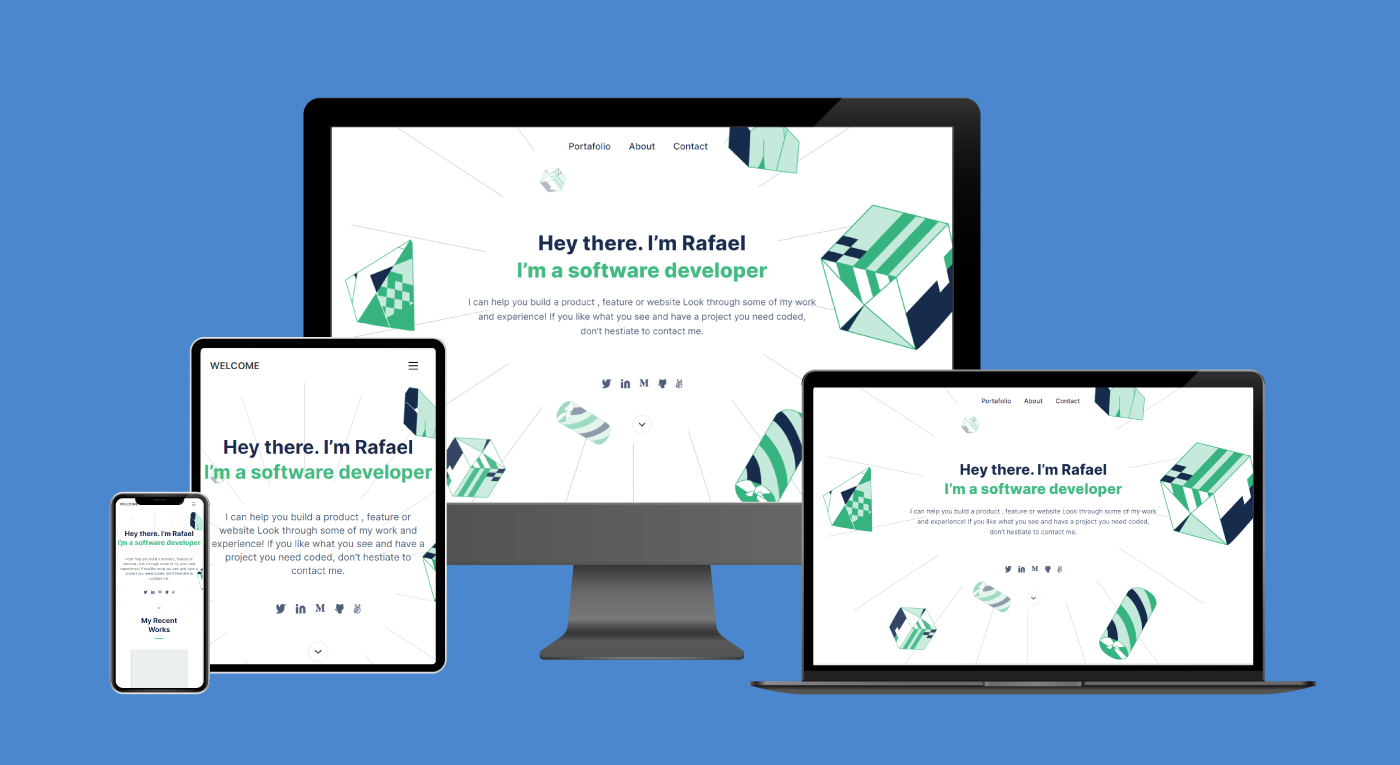 Portafolio About Contact
Hey there. I’m Rafael
I’m a software developer
I can help you build a product , feature or website Look through some of my work
and experience! If you like what you see and have a project you need coded,
don’t hestiate to contact me.
WELCOME
Hey there. I’m Rafael
I’m a software developer
I can help you build a product , feature or
website Look through some of my work and
experience! If you like what you see and have a
project you need coded, don’t hestiate to
contact me.
WELCOME
Hey there. I’m Rafael
I’m a software developer
I can help you build a product , feature or
website Look through some of my work and
experience! If you like what you see and have a
project you need coded, don’t hestiate to
contact me.
My Recent
Works
Portafolio About Contact
Hey there. I’m Rafael
I’m a software developer
I can help you build a product , feature or website Look through some of my work
and experience! If you like what you see and have a project you need coded,
don’t hestiate to contact me.